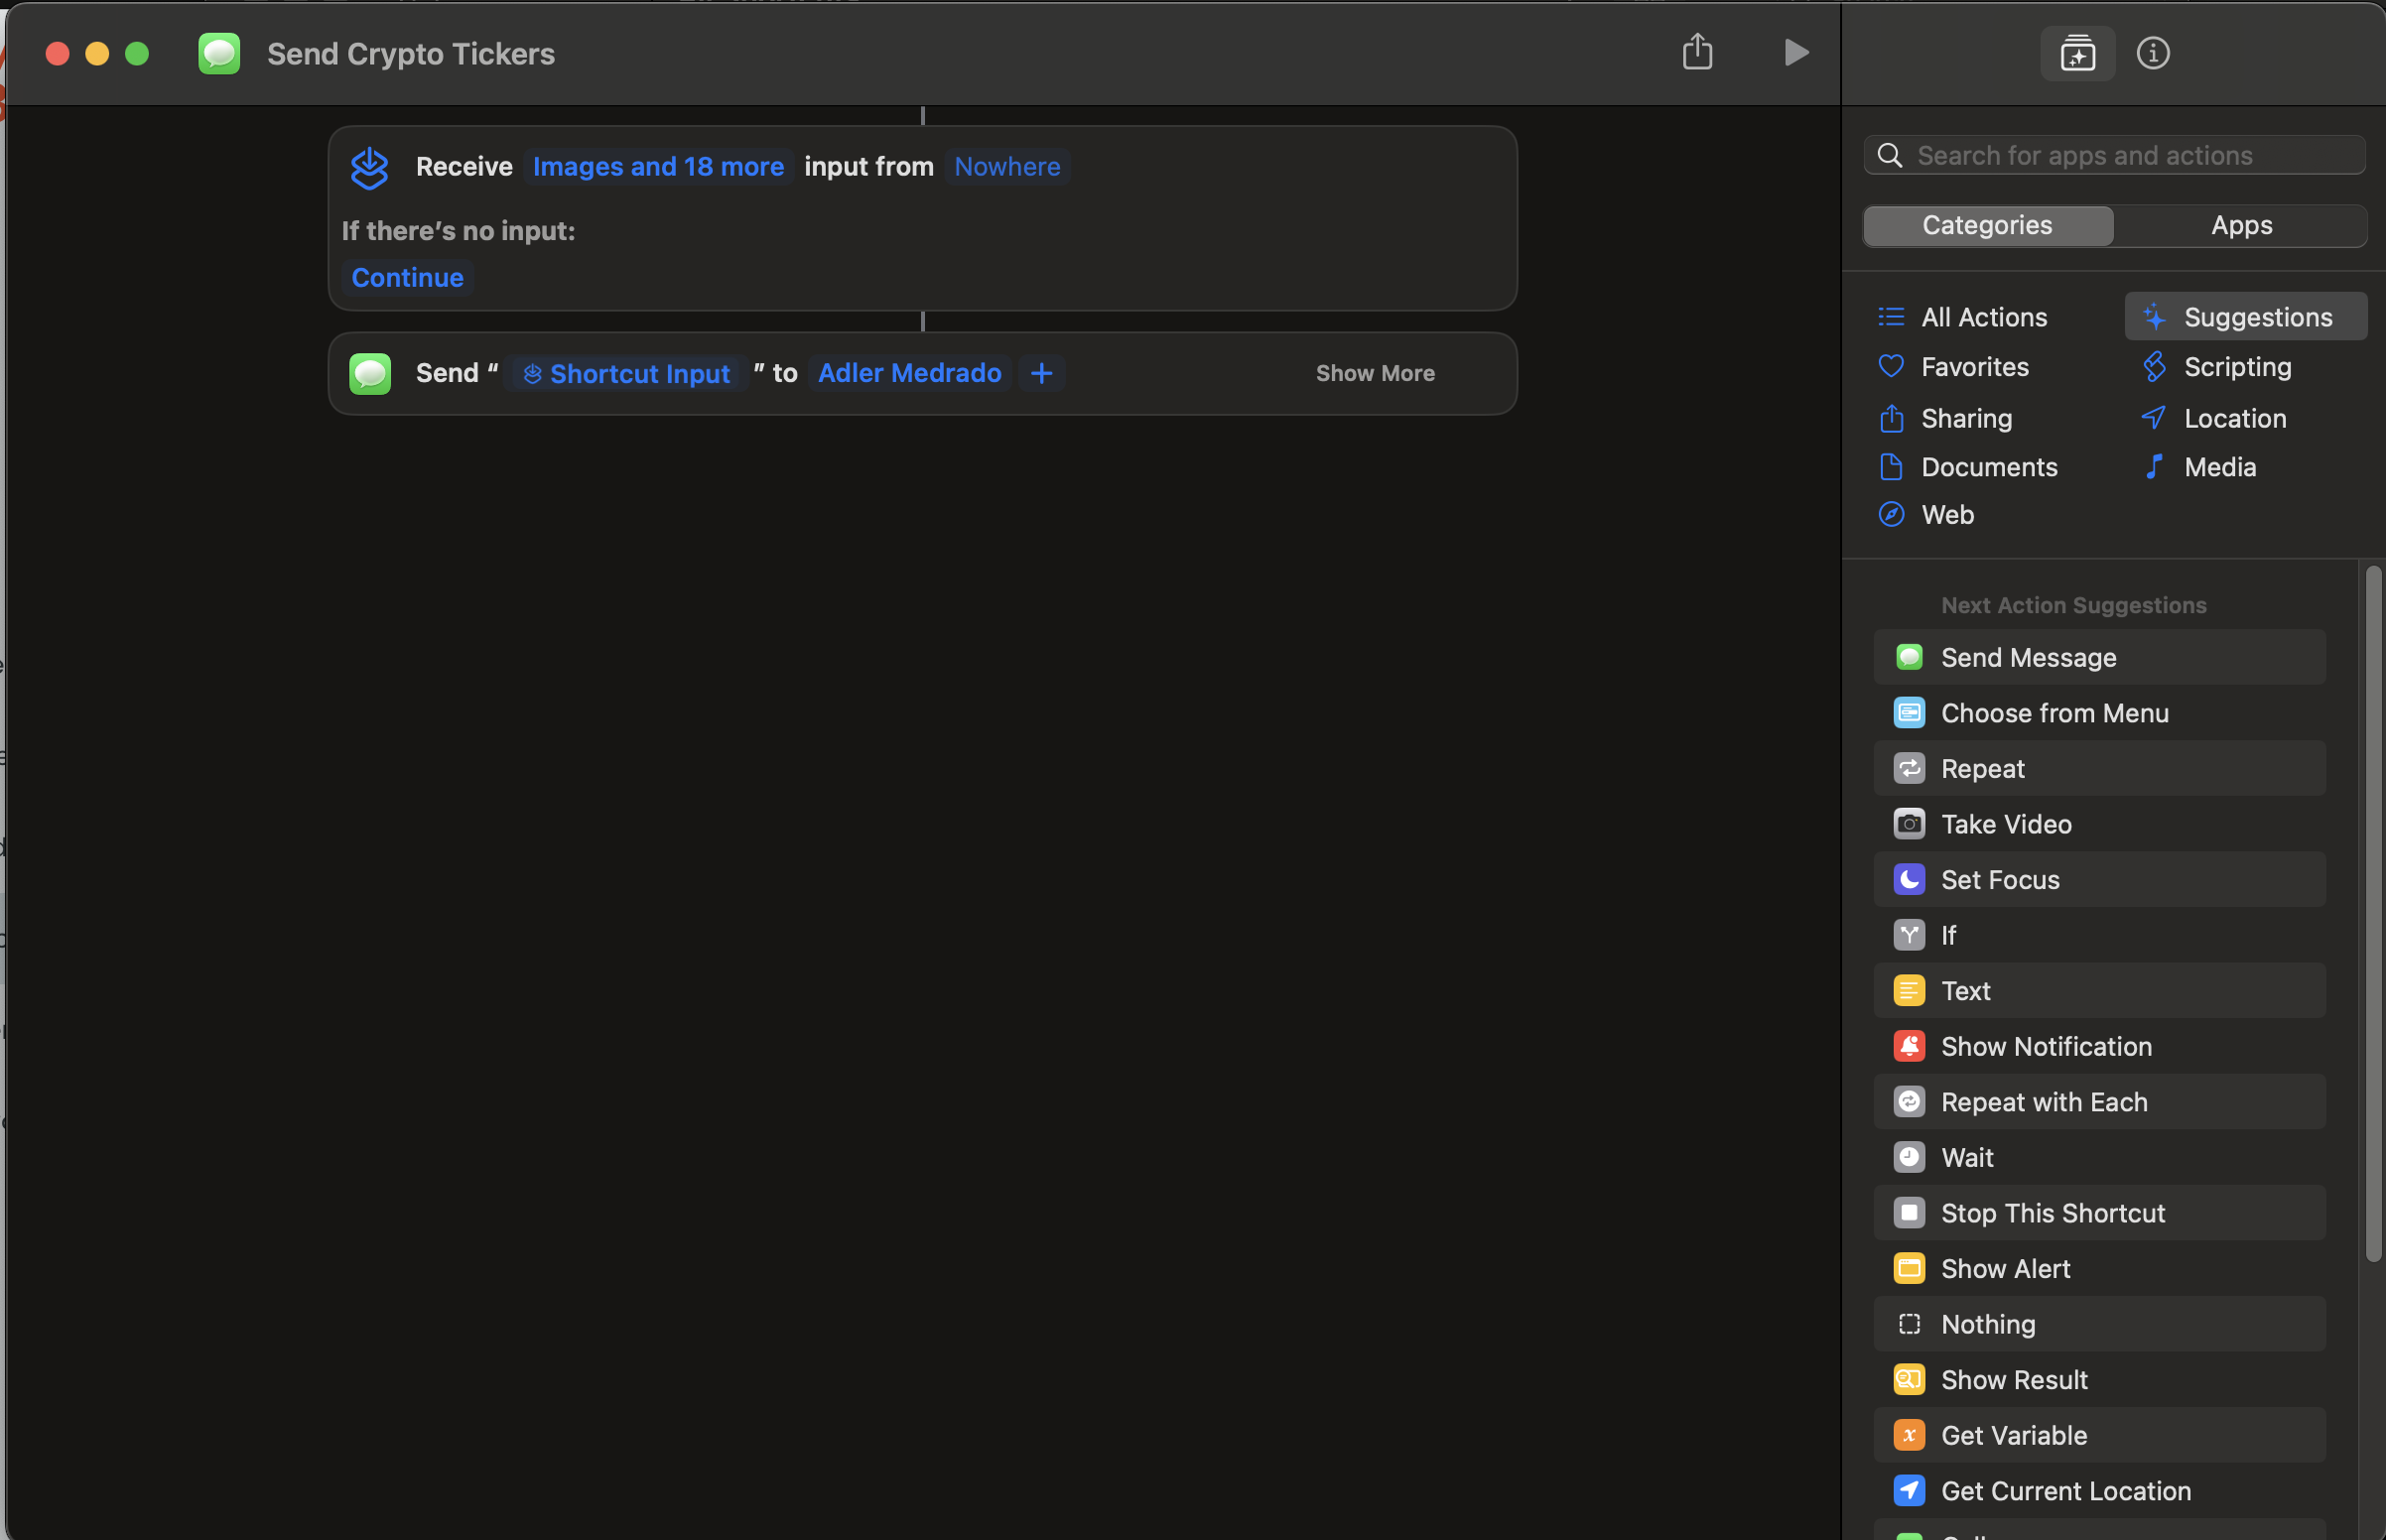 Send Crypto Tickers
Receive Images and 18 more input from Nowhere
If there’s no input:
Continue
Send “ Shortcut Input ” to Adler Medrado +
Show More
Search for apps and actions
Categories
Apps
All Actions
Suggestions
Favorites
Scripting
Sharing
Location
Documents
Media
Web
Next Action Suggestions
Send Message
Choose from Menu
Repeat
Take Video
Set Focus
If
Text
Show Notification
Repeat with Each
Wait
Stop This Shortcut
Show Alert
Nothing
Show Result
Get Variable
Get Current Location